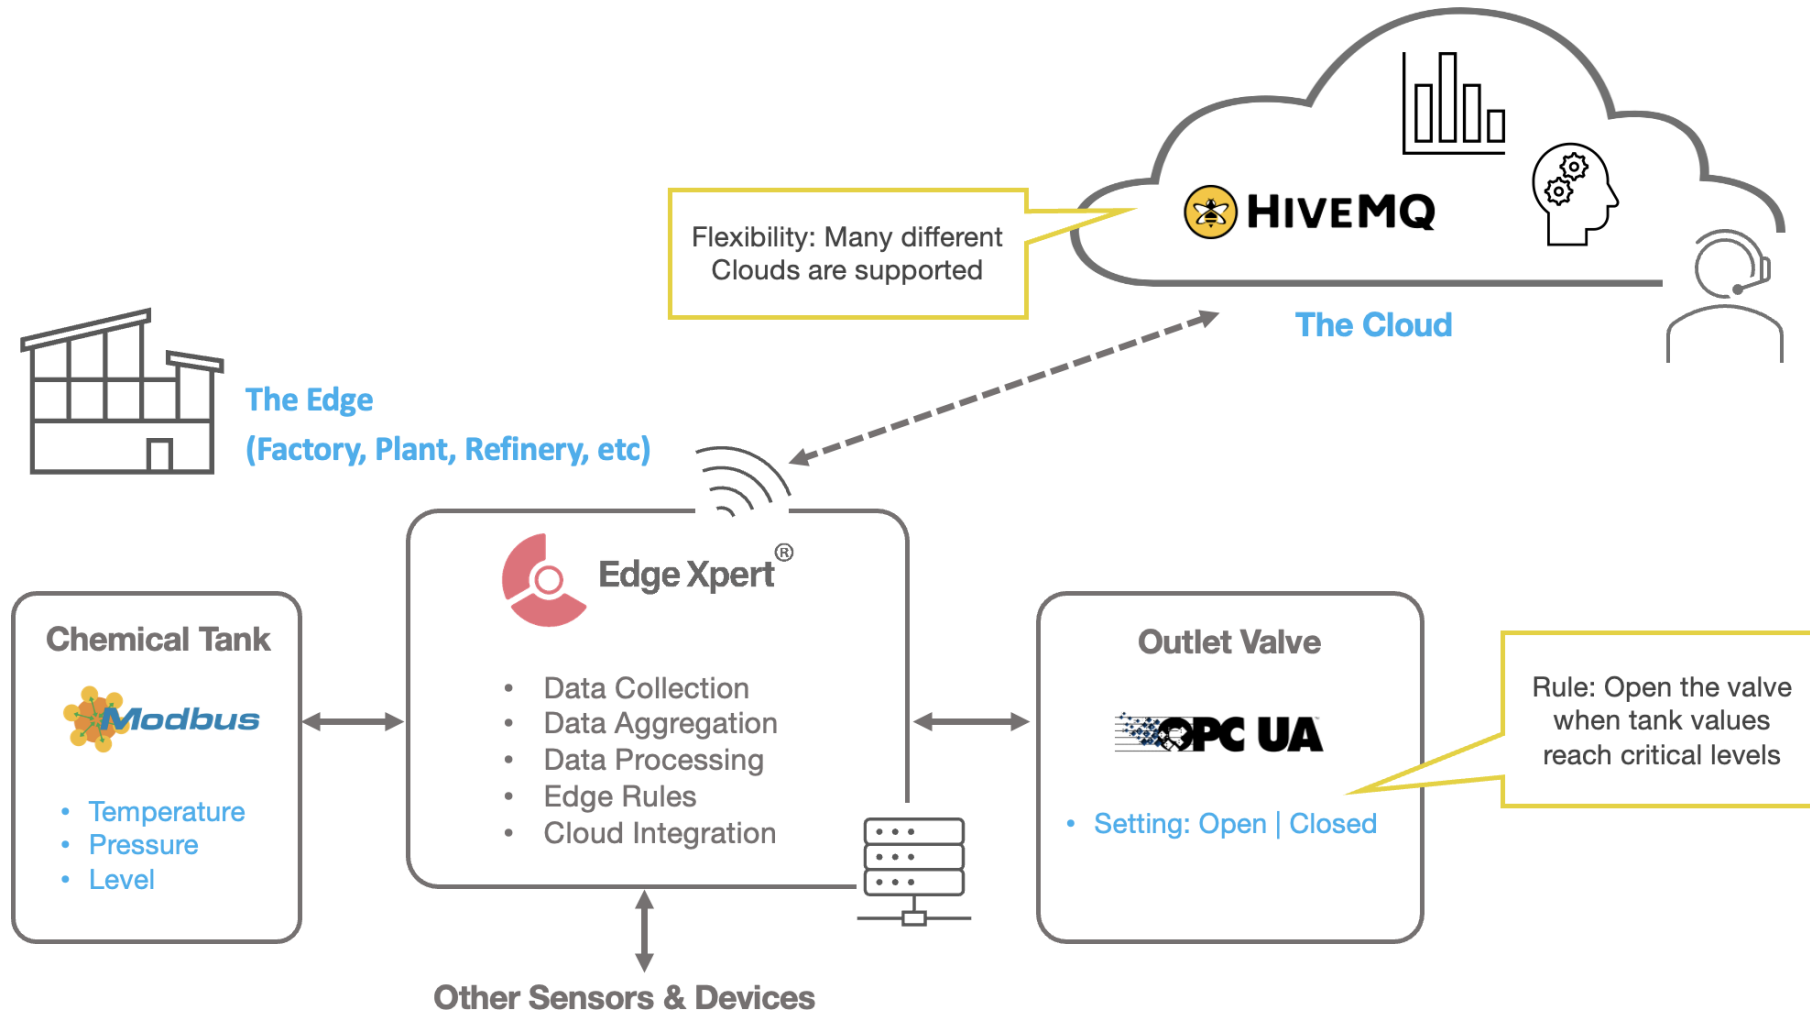 HIVEMQ
Flexibility: Many different
Clouds are supported
The Cloud
The Edge
(Factory, Plant, Refinery, etc)
Edge Xpert®
• Data Collection
• Data Aggregation
• Data Processing
• Edge Rules
• Cloud Integration
Chemical Tank
Modbus
• Temperature
• Pressure
• Level
Outlet Valve
OPC UA
• Setting: Open | Closed
Rule: Open the valve
when tank values
reach critical levels
Other Sensors & Devices